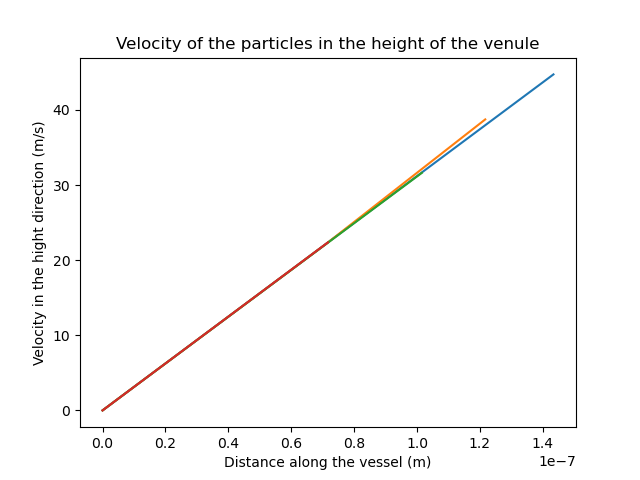 Velocity of the particles in the height of the venule
Velocity in the hight direction (m/s)
40
30
20
10
0
0.0 0.2 0.4 0.6 0.8 1.0 1.2 1.4
1e−7
Distance along the vessel (m)